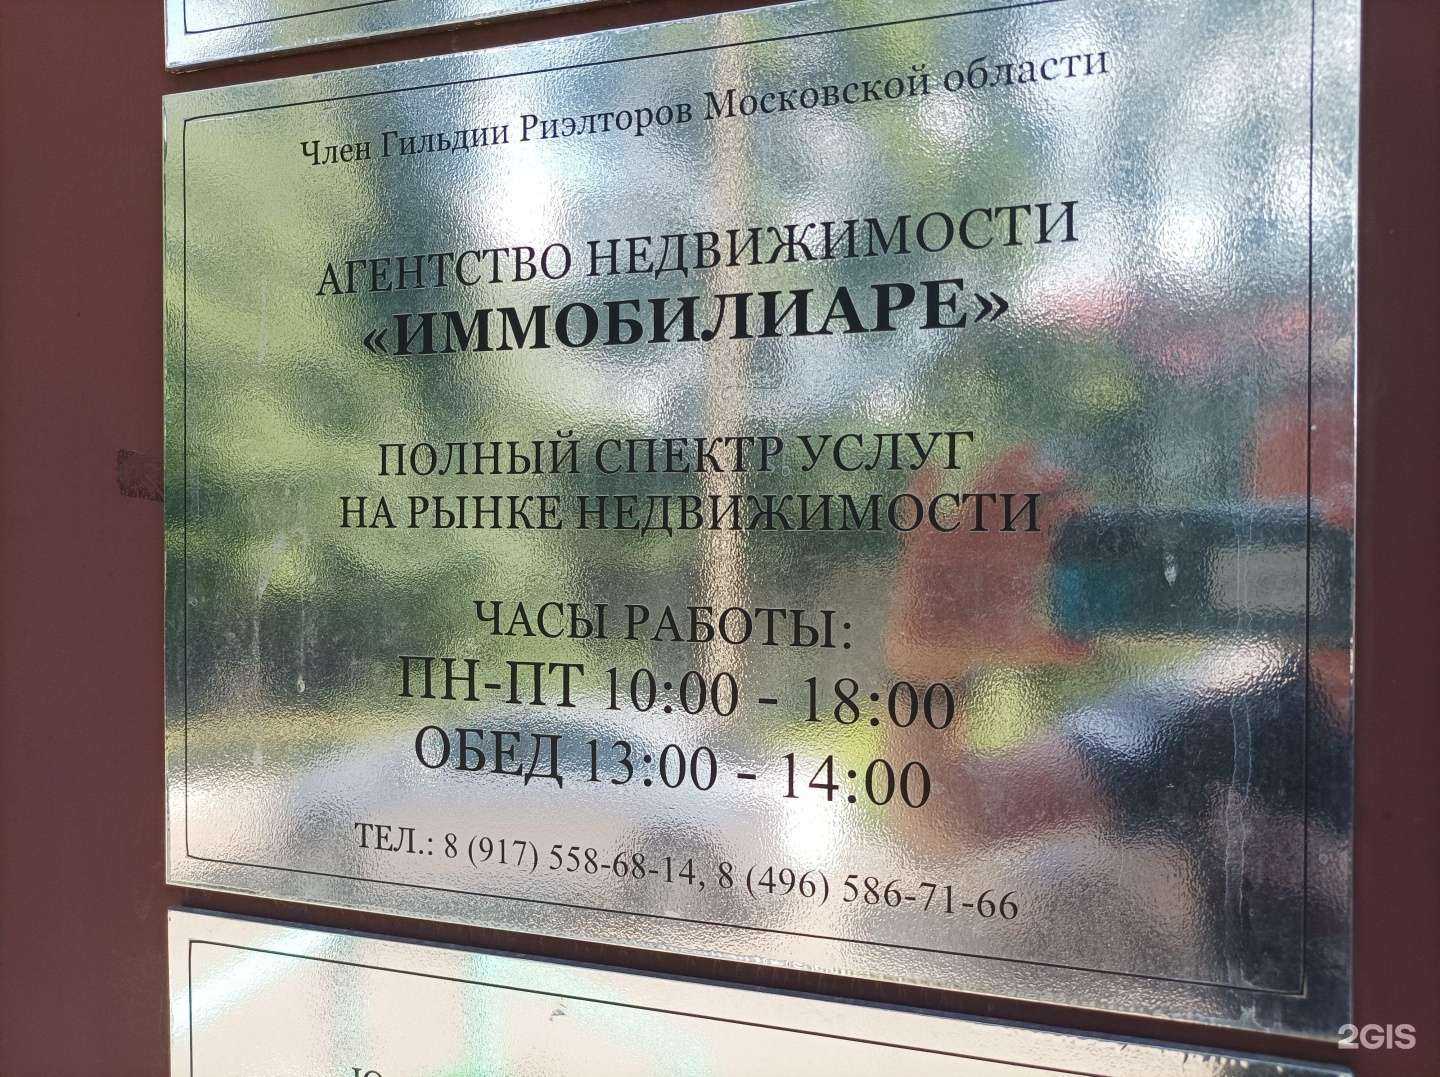 Член Гильдии Риэлторов Московской области
АГЕНТСТВО НЕДВИЖИМОСТИ
«ИММОБИЛИАРЕ»
ПОЛНЫЙ СПЕКТР УСЛУГ
НА РЫНКЕ НЕДВИЖИМОСТИ
ЧАСЫ РАБОТЫ:
ПН-ПТ 10:00 - 18:00
ОБЕД 13:00 - 14:00
ТЕЛ.: 8 (917) 558-68-14, 8 (496) 586-71-66
2GIS